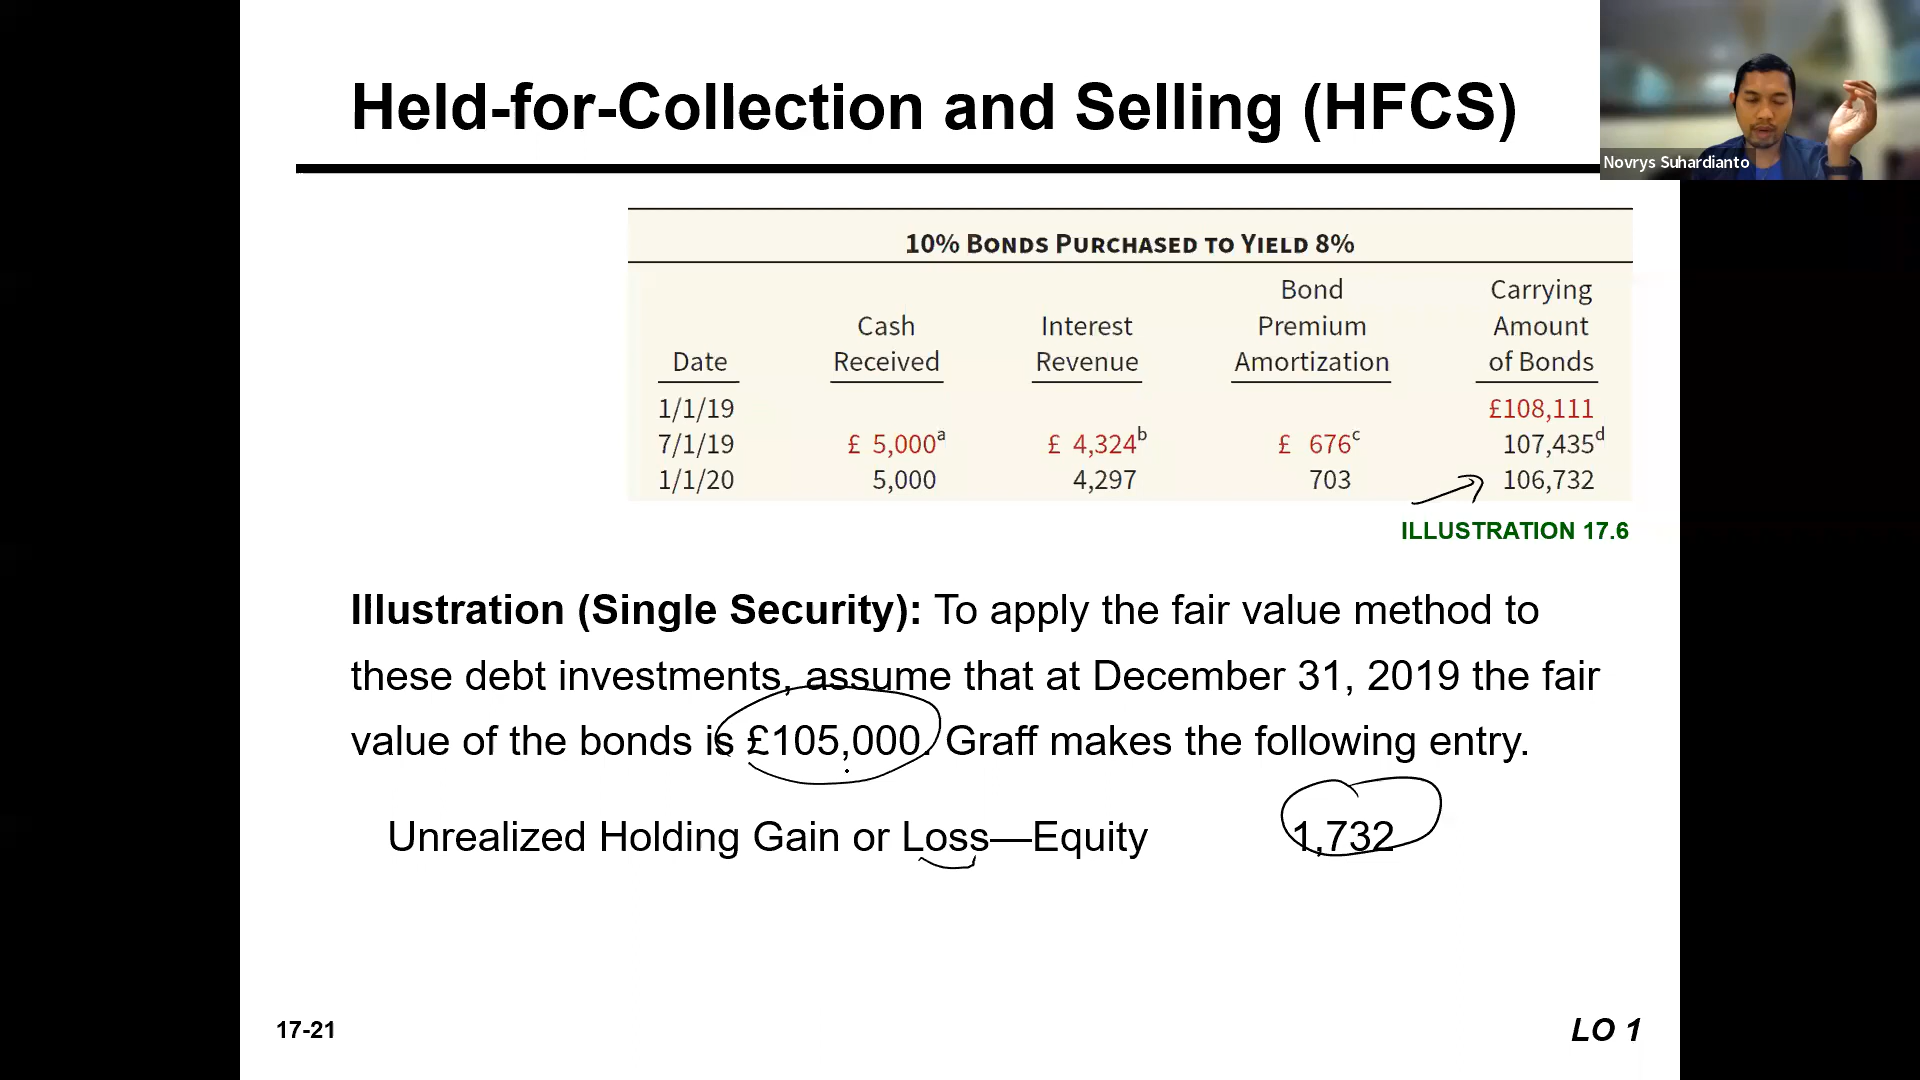 Held-for-Collection and Selling (HFCS)
Novrys Suhardianto
10% BONDS PURCHASED TO YIELD 8%
Date Cash Received Interest Revenue Bond Premium Amortization Carrying Amount of Bonds
1/1/19 £108,111
7/1/19 £ 5,000a £ 4,324b £ 676c 107,435d
1/1/20 5,000 4,297 703 106,732
ILLUSTRATION 17.6
Illustration (Single Security): To apply the fair value method to
these debt investments, assume that at December 31, 2019 the fair
value of the bonds is £105,000. Graff makes the following entry.
Unrealized Holding Gain or Loss—Equity 1,732
17-21
LO 1